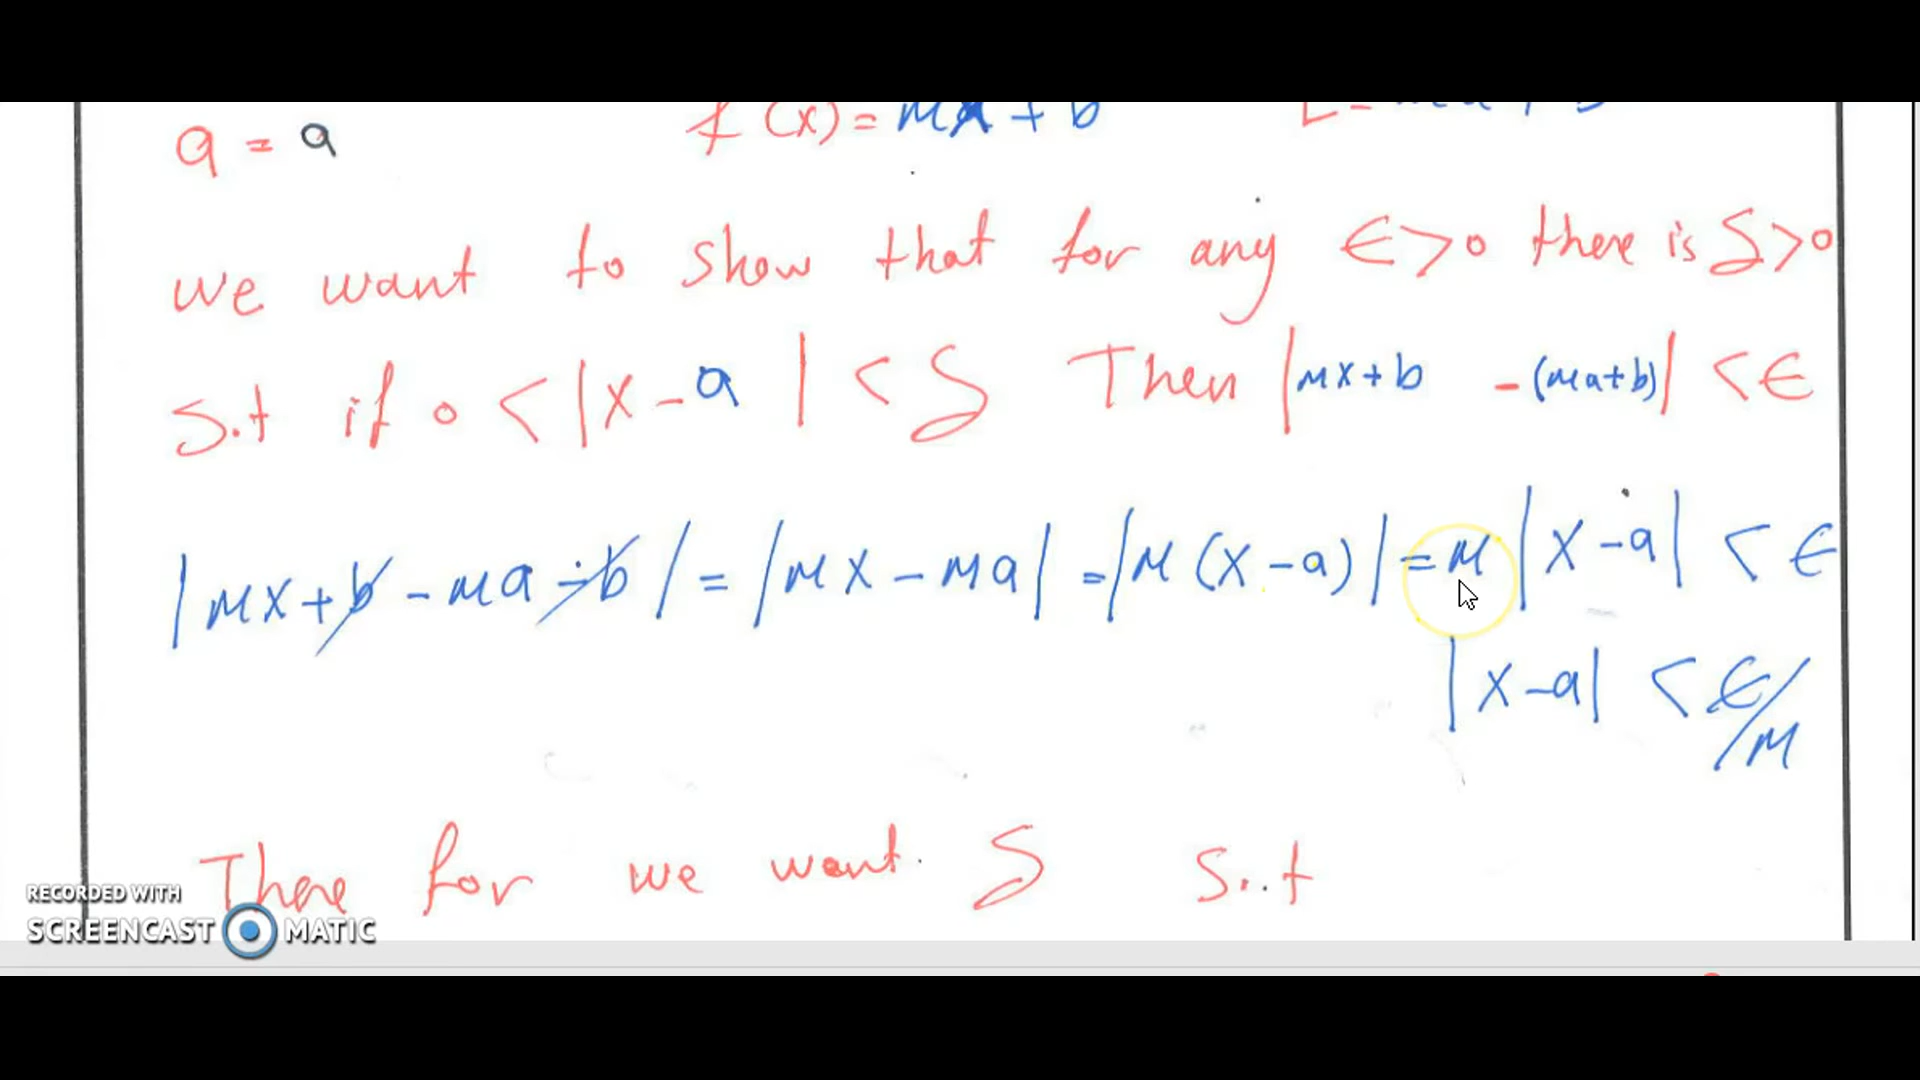 a = a f(x) = mx + b L = ma + b
we want to show that for any ϵ > 0 there is δ > 0
S.t if 0 < |x - a| < δ Then |mx + b - (ma+b)| < ϵ
|mx + b - ma - b| = |mx - ma| = |m(x - a)| = m|x - a| < ϵ
|x - a| < ϵ/m
There for we want δ S.t
RECORDED WITH
SCREENCAST MATIC